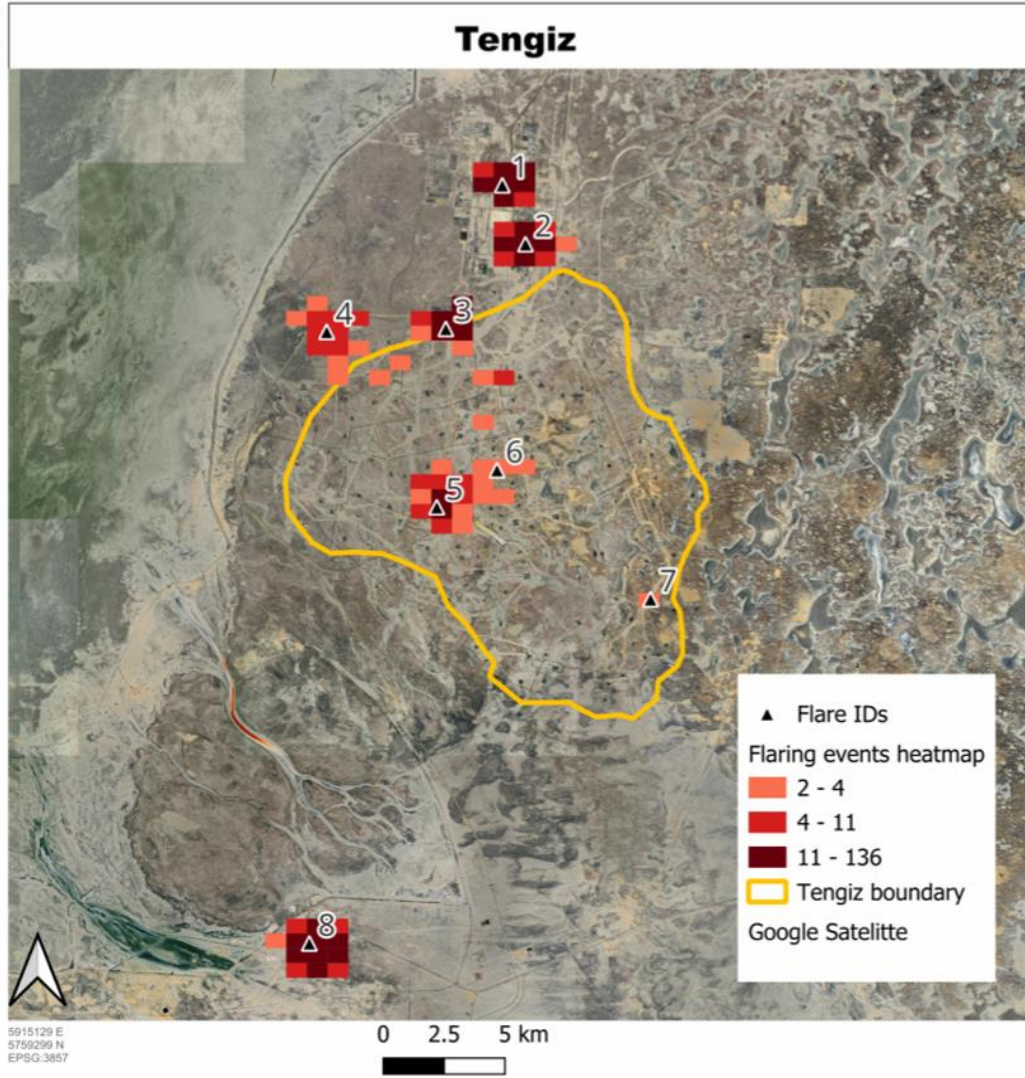 Tengiz
1
2
3
4
5
6
7
8
Flare IDs
Flaring events heatmap
2 - 4
4 - 11
11 - 136
Tengiz boundary
Google Satelitte
5915129 E
5759299 N
EPSG:3857
0 2.5 5 km